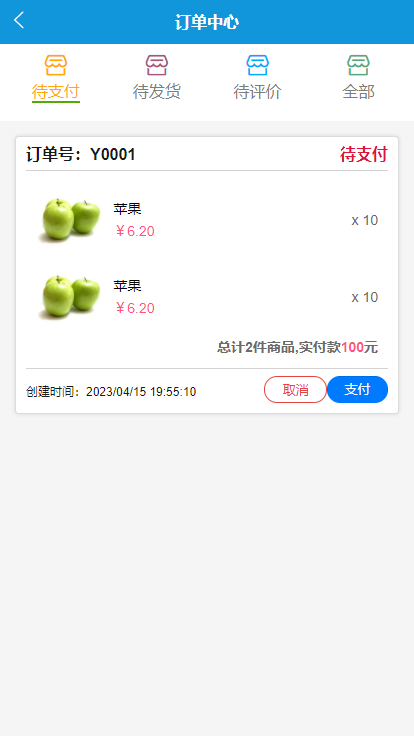 订单中心
待支付 待发货 待评价 全部
订单号：Y0001 待支付
苹果
￥6.20 x 10
苹果
￥6.20 x 10
总计2件商品,实付款100元
创建时间：2023/04/15 19:55:10 取消 支付